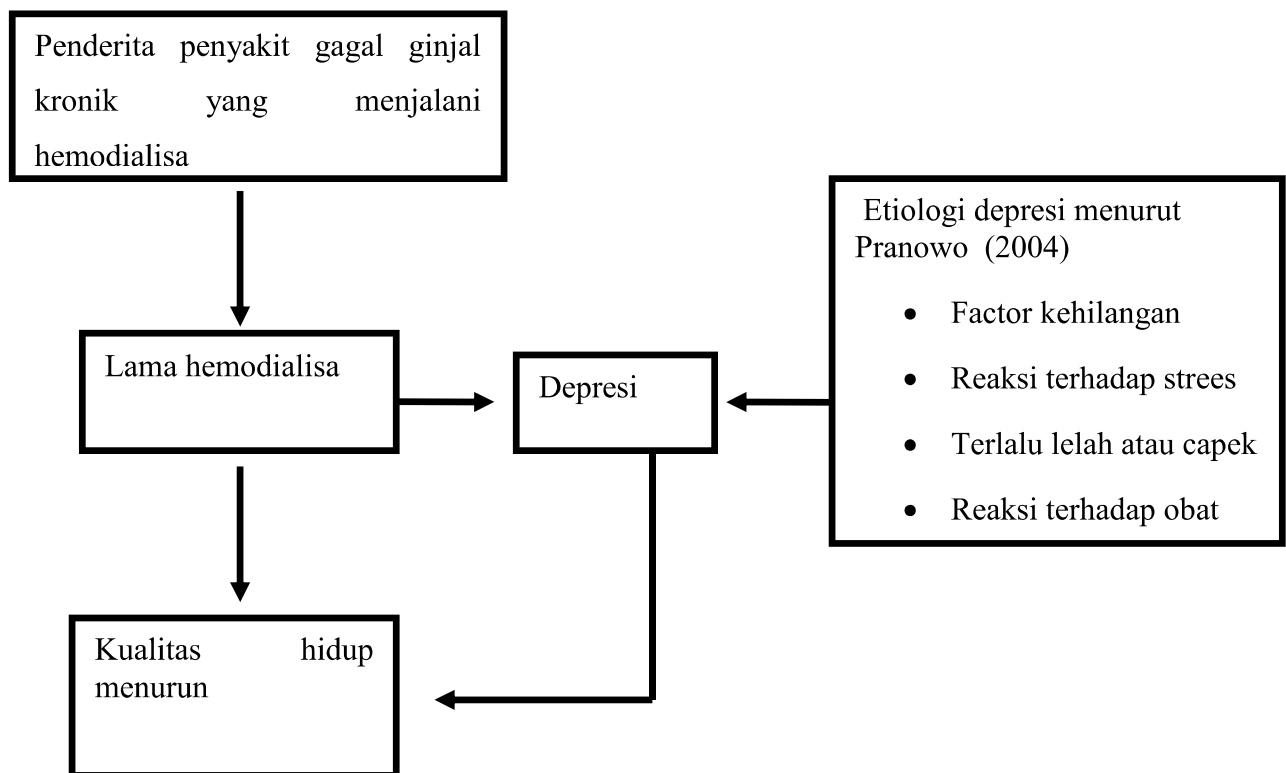 Penderita penyakit gagal ginjal
kronik yang menjalani
hemodialisa
Etiologi depresi menurut
Pranowo (2004)
• Factor kehilangan
• Reaksi terhadap strees
• Terlalu lelah atau capek
• Reaksi terhadap obat
Lama hemodialisa
Depresi
Kualitas hidup
menurun